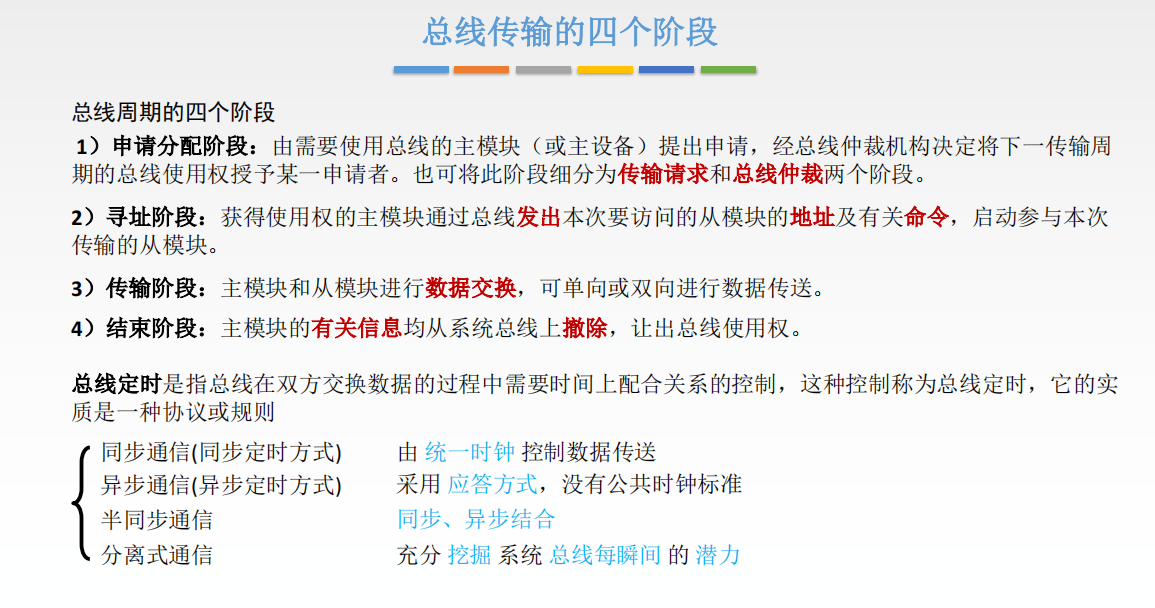 总线传输的四个阶段
总线周期的四个阶段
1）申请分配阶段：由需要使用总线的主模块（或主设备）提出申请，经总线仲裁机构决定将下一传输周
期的总线使用权授予某一申请者。也可将此阶段细分为传输请求和总线仲裁两个阶段。
2）寻址阶段：获得使用权的主模块通过总线发出本次要访问的从模块的地址及有关命令，启动参与本次
传输的从模块。
3）传输阶段：主模块和从模块进行数据交换，可单向或双向进行数据传送。
4）结束阶段：主模块的有关信息均从系统总线上撤除，让出总线使用权。
总线定时是指总线在双方交换数据的过程中需要时间上配合关系的控制，这种控制称为总线定时，它的实
质是一种协议或规则
同步通信(同步定时方式) 由 统一时钟 控制数据传送
异步通信(异步定时方式) 采用 应答方式，没有公共时钟标准
半同步通信 同步、异步结合
分离式通信 充分 挖掘 系统 总线每瞬间 的 潜力